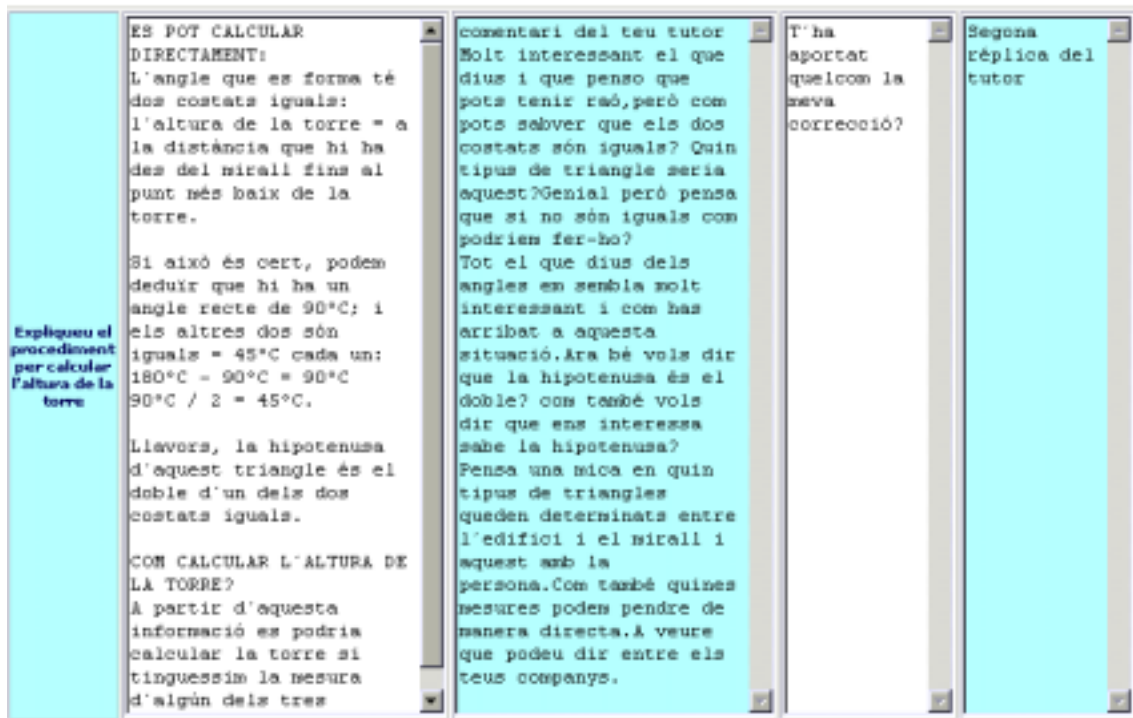 Expliqueu el
procediment
per calcular
l'altura de la
torre
ES POT CALCULAR
DIRECTAMENT:
L'angle que es forma té
dos costats iguals:
l'altura de la torre = a
la distància que hi ha
des del mirall fins al
punt més baix de la
torre.
Si això és cert, podem
deduïr que hi ha un
angle recte de 90°C; i
els altres dos són
iguals = 45°C cada un:
180°C - 90°C = 90°C
90°C / 2 = 45°C.
Llavors, la hipotenusa
d'aquest triangle és el
doble d'un dels dos
costats iguals.
COM CALCULAR L'ALTURA DE
LA TORRE?
A partir d'aquesta
informació es podria
calcular la torre si
tinguessim la mesura
d'algún dels tres
comentari del teu tutor
Molt interessant el que
dius i que penso que
pots tenir raó,però com
pots sabver que els dos
costats són iguals? Quin
tipus de triangle seria
aquest?Genial però pensa
que si no són iguals com
podriem fer-ho?
Tot el que dius dels
angles em sembla molt
interessant i com has
arribat a aquesta
situació.Ara bé vols dir
que la hipotenusa és el
doble? com també vols
dir que ens interessa
sabe la hipotenusa?
Pensa una mica en quin
tipus de triangles
queden determinats entre
l'edifici i el mirall i
aquest amb la
persona.Com també quines
mesures podem pendre de
manera directa.A veure
que podeu dir entre els
teus companys.
T'ha
aportat
quelcom la
meva
correcció?
Segona
rèplica del
tutor